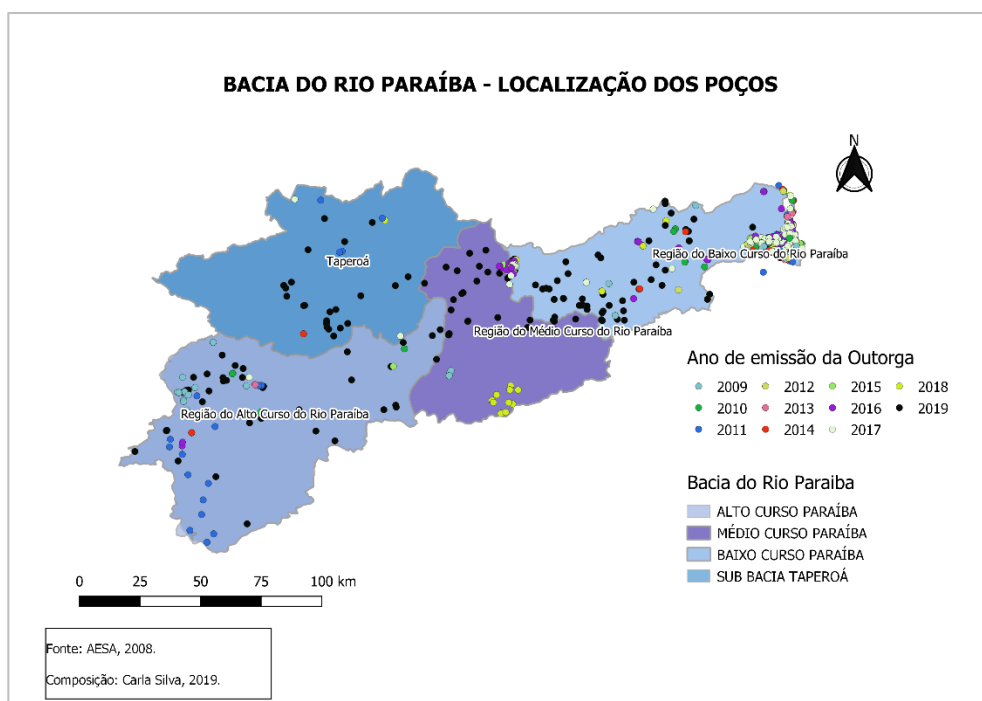 BACIA DO RIO PARAÍBA - LOCALIZAÇÃO DOS POÇOS
N
Taperoá
Região do Baixo Curso do Rio Paraíba
Região do Médio Curso do Rio Paraíba
Região do Alto Curso do Rio Paraíba
Ano de emissão da Outorga
2009 2012 2015 2018
2010 2013 2016 2019
2011 2014 2017
Bacia do Rio Paraiba
ALTO CURSO PARAÍBA
MÉDIO CURSO PARAÍBA
BAIXO CURSO PARAÍBA
SUB BACIA TAPEROÁ
0 25 50 75 100 km
Fonte: AESA, 2008.
Composição: Carla Silva, 2019.